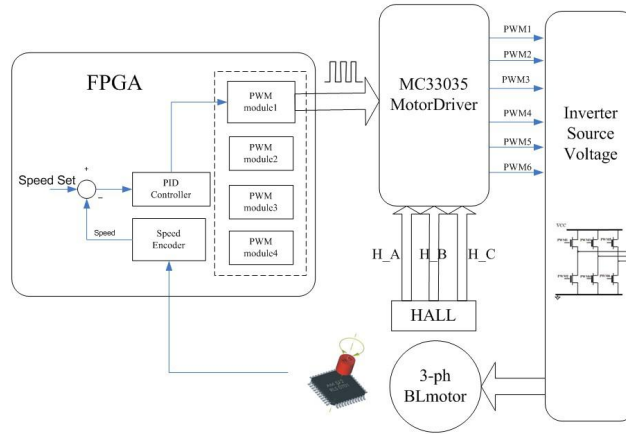 FPGA
PWM
module1
PWM
module2
PWM
module3
PWM
module4
Speed Set
+
−
PID
Controller
Speed
Speed
Encoder
MC33035
MotorDriver
PWM1
PWM2
PWM3
PWM4
PWM5
PWM6
Inverter
Source
Voltage
VCC
H_A
H_B
H_C
HALL
3-ph
BLmotor